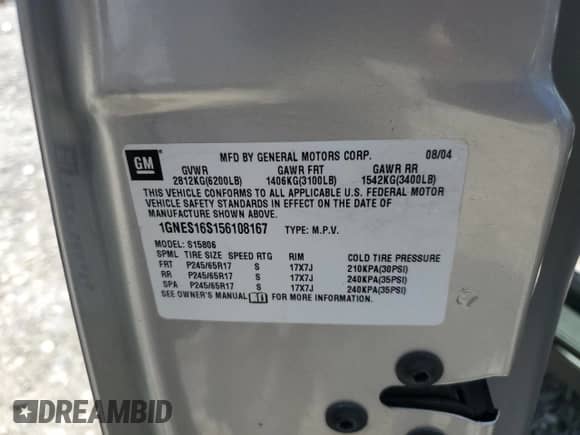 GM
MFD BY GENERAL MOTORS CORP. 08/04
GVWR GAWR FRT GAWR RR
2812KG(6200LB) 1406KG(3100LB) 1542KG(3400LB)
THIS VEHICLE CONFORMS TO ALL APPLICABLE U.S. FEDERAL MOTOR
VEHICLE SAFETY STANDARDS IN EFFECT ON THE DATE OF
MANUFACTURE SHOWN ABOVE.
1GNES16S156108167 TYPE: M.P.V.
MODEL: S15806
SPML TIRE SIZE SPEED RTG RIM COLD TIRE PRESSURE
FRT P245/65R17 S 17X7J 210KPA(30PSI)
RR P245/65R17 S 17X7J 240KPA(35PSI)
SPA P245/65R17 S 17X7J 240KPA(35PSI)
SEE OWNER'S MANUAL FOR MORE INFORMATION.
DREAMBID